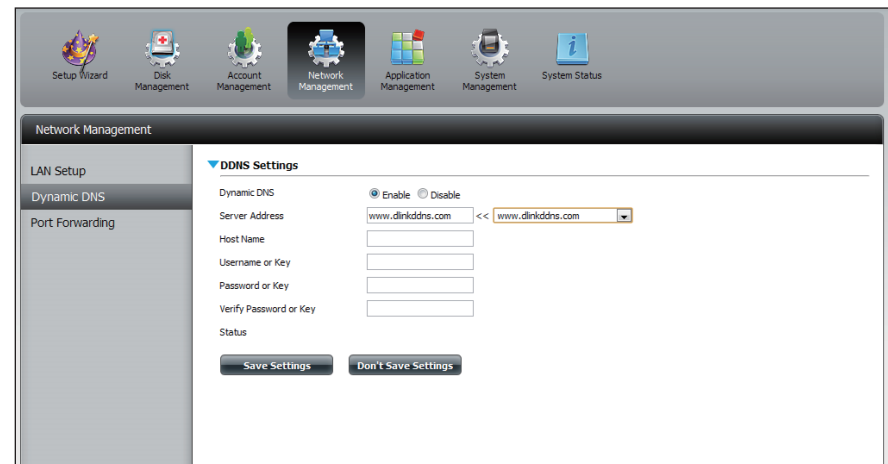 Setup Wizard
Disk Management
Account Management
Network Management
Application Management
System Management
System Status
Network Management
LAN Setup
Dynamic DNS
Port Forwarding
DDNS Settings
Dynamic DNS Enable Disable
Server Address www.dlinkddns.com << www.dlinkddns.com
Host Name
Username or Key
Password or Key
Verify Password or Key
Status
Save Settings Don't Save Settings